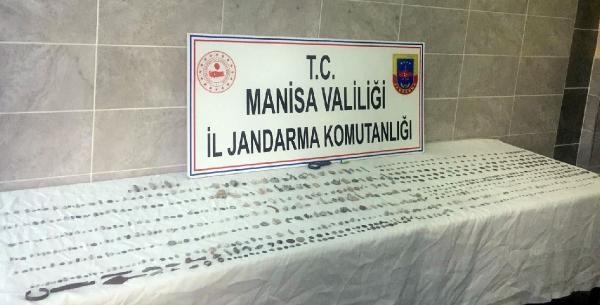 T.C.
MANİSA VALİLİĞİ
İL JANDARMA KOMUTANLIĞI